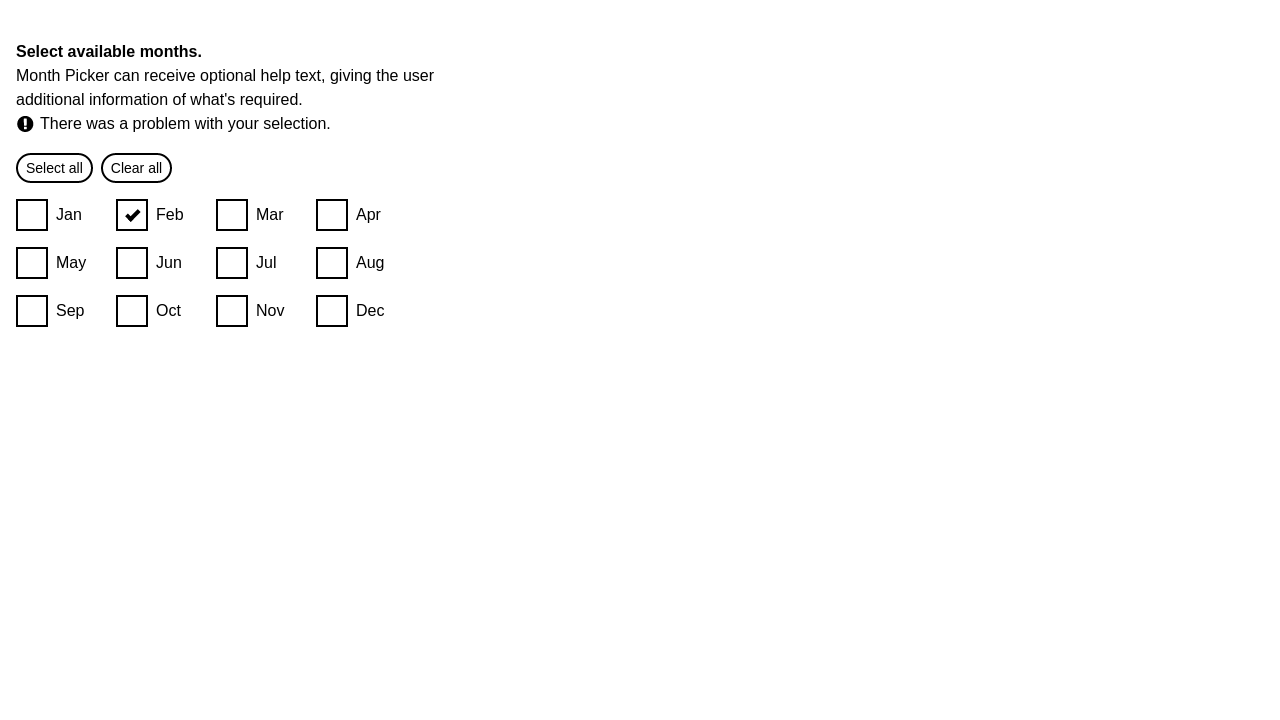 Select available months.
Month Picker can receive optional help text, giving the user
additional information of what's required.
There was a problem with your selection.
Select all Clear all
Jan Feb Mar Apr
May Jun Jul Aug
Sep Oct Nov Dec